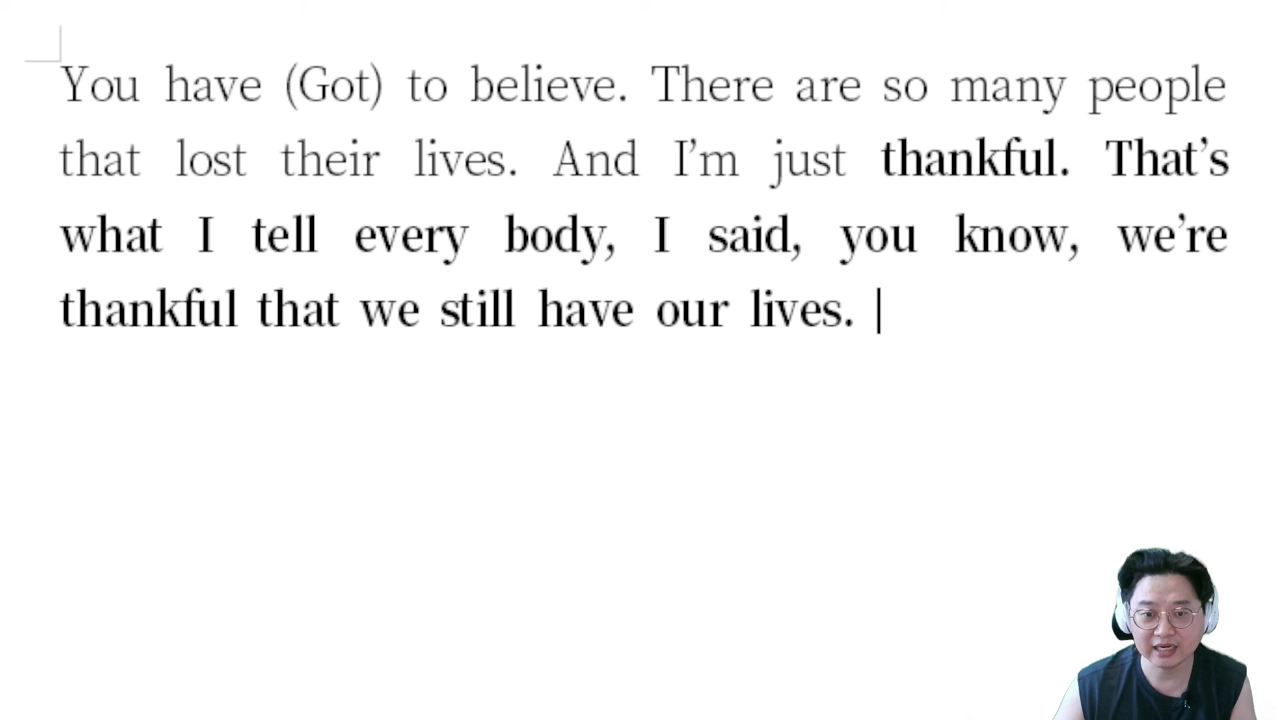 You have (Got) to believe. There are so many people
that lost their lives. And I’m just thankful. That’s
what I tell every body, I said, you know, we’re
thankful that we still have our lives.